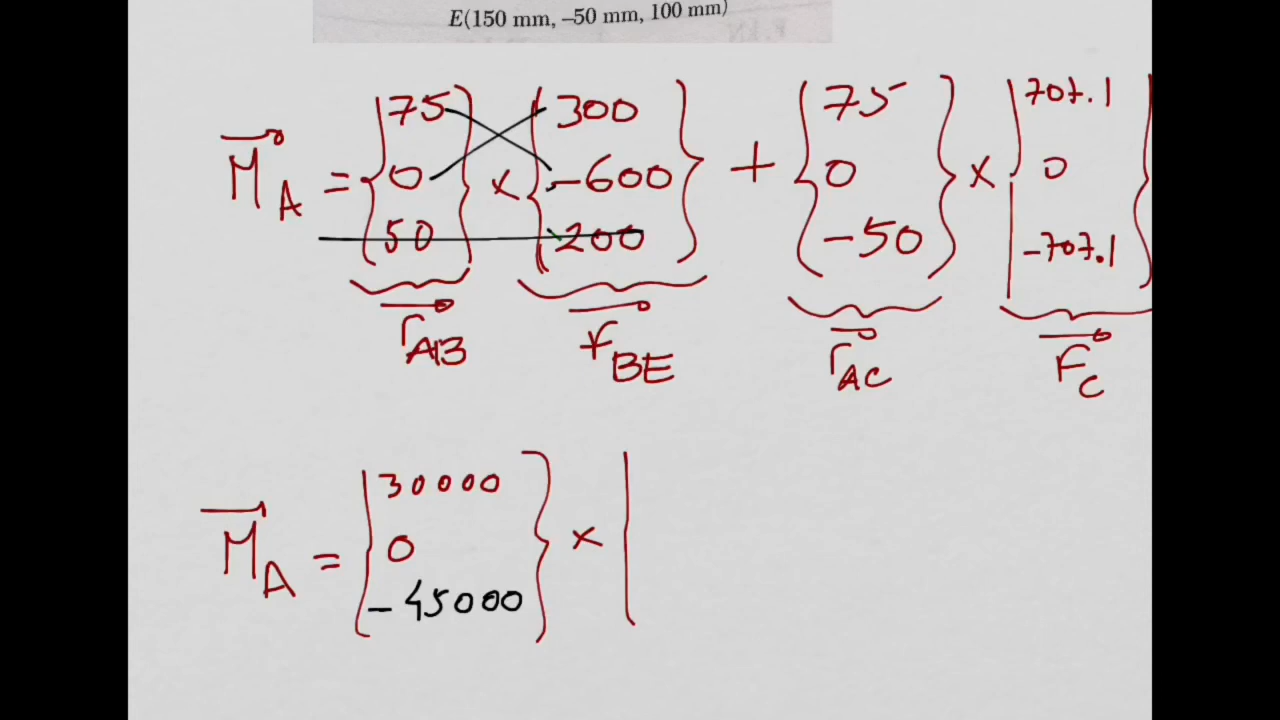 E(150 mm, –50 mm, 100 mm)
M_A = {75 0 50} × {300 -600 200} + {75 0 -50} × {707.1 0 -707.1}
r_AB F_BE r_AC F_C
M_A = {30000 0 -45000} ×